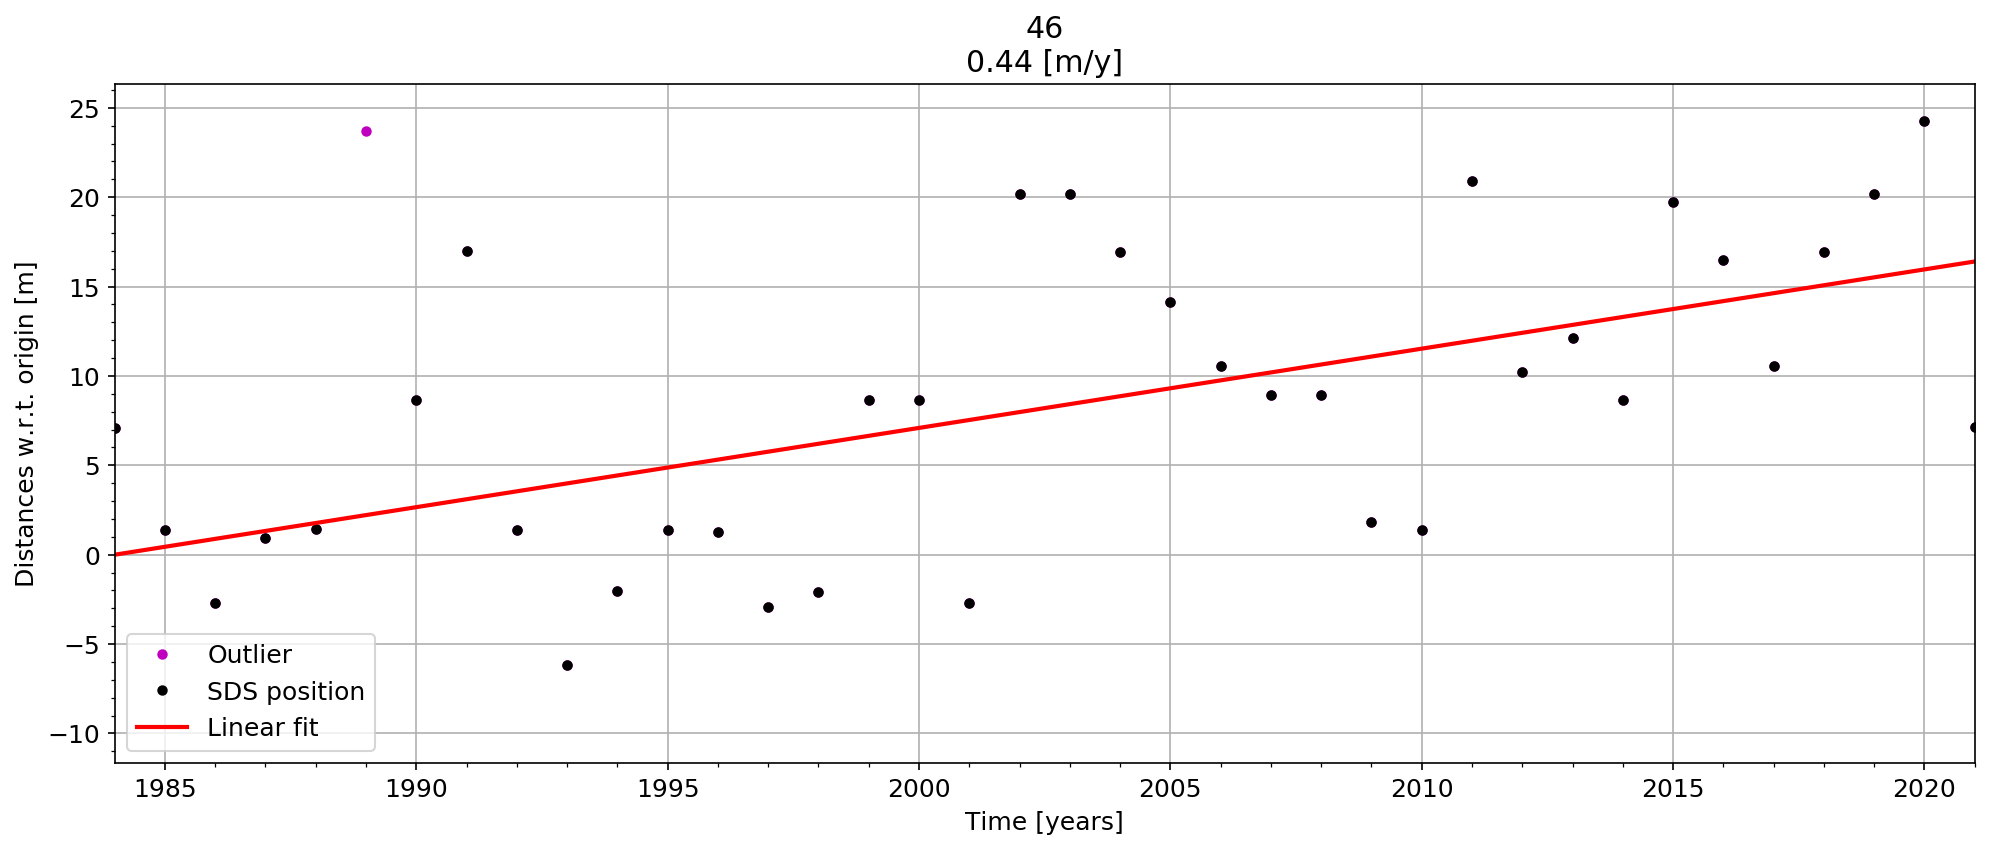 46
0.44 [m/y]
Distances w.r.t. origin [m]
25
20
15
10
5
0
−5
−10
Outlier
SDS position
Linear fit
1985 1990 1995 2000 2005 2010 2015 2020
Time [years]